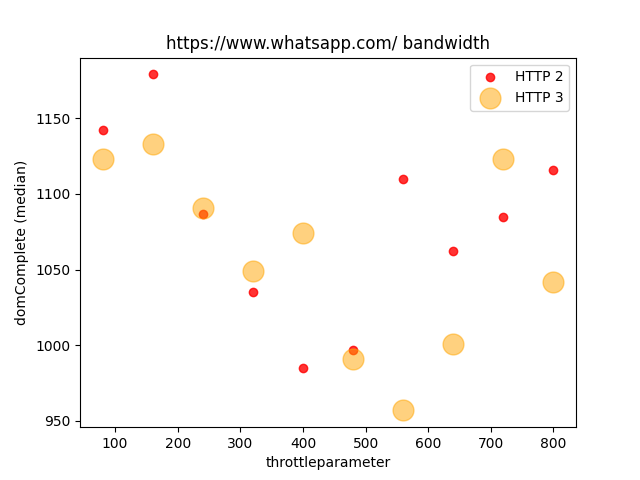 https://www.whatsapp.com/ bandwidth
HTTP 2
HTTP 3
domComplete (median)
1150
1100
1050
1000
950
100 200 300 400 500 600 700 800
throttleparameter